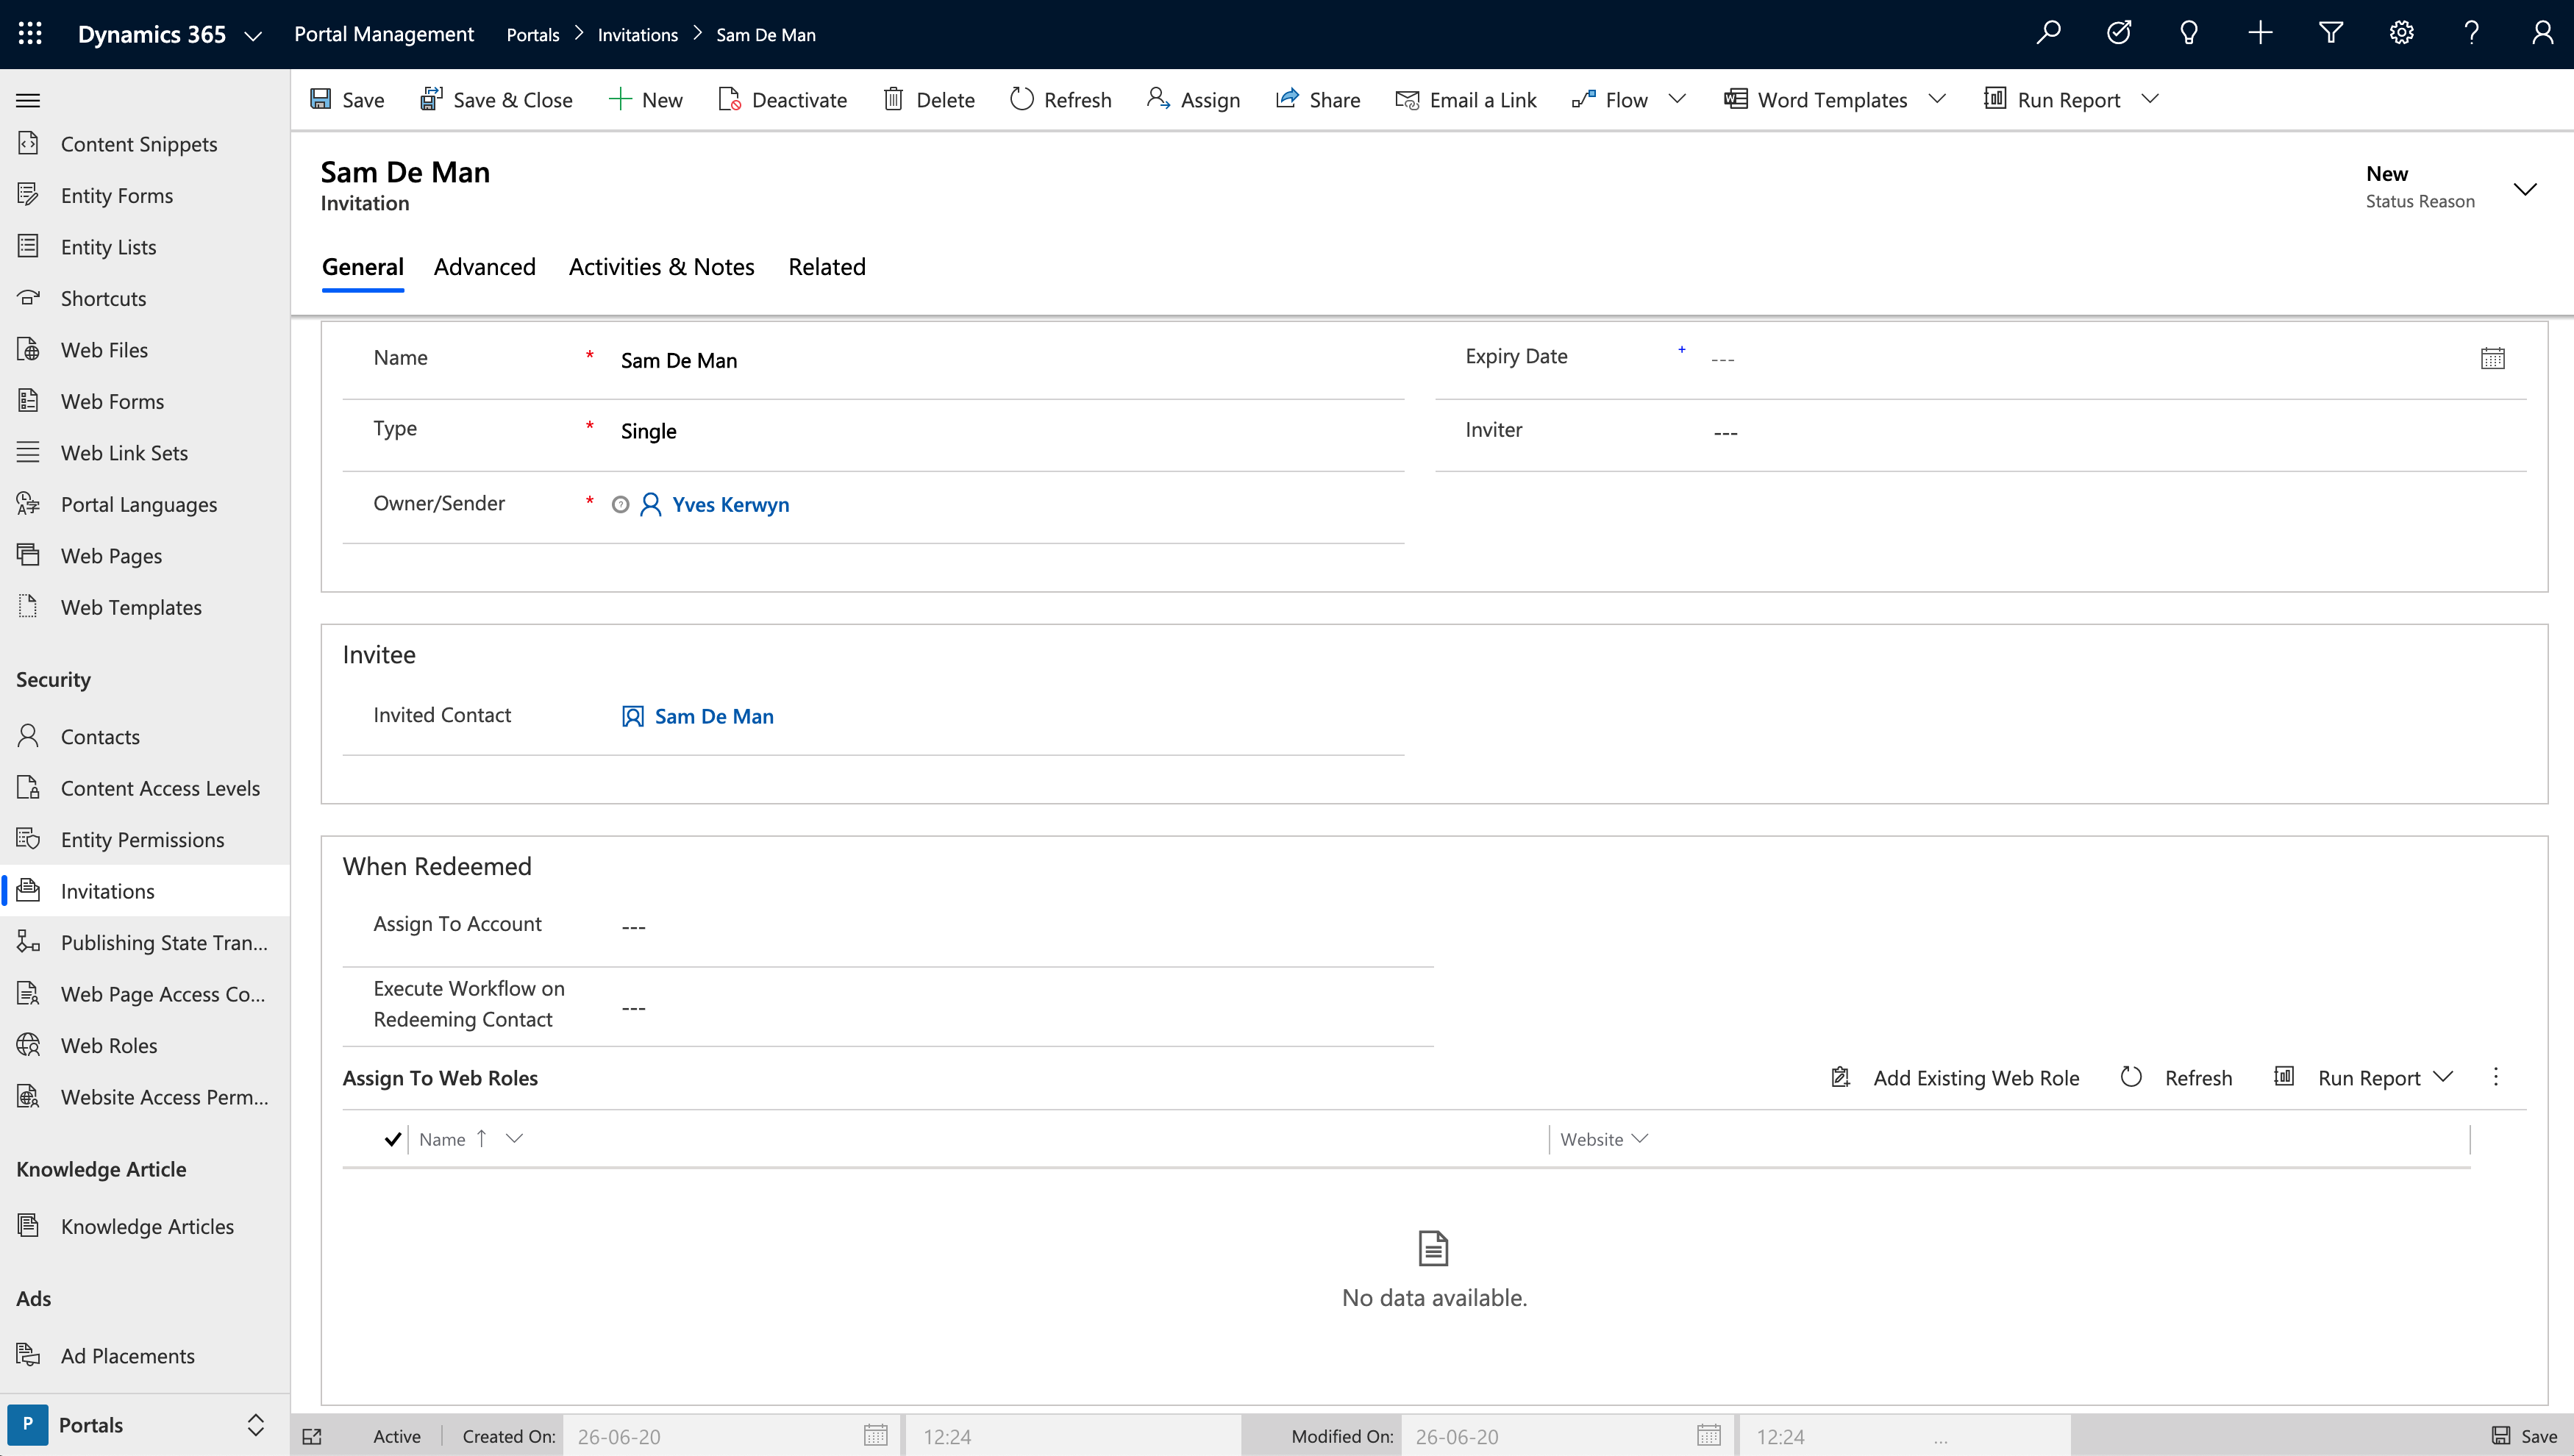 Dynamics 365 Portal Management Portals Invitations Sam De Man
Save Save & Close New Deactivate Delete Refresh Assign Share Email a Link Flow Word Templates Run Report
Content Snippets
Entity Forms
Entity Lists
Shortcuts
Web Files
Web Forms
Web Link Sets
Portal Languages
Web Pages
Web Templates
Security
Contacts
Content Access Levels
Entity Permissions
Invitations
Publishing State Tran...
Web Page Access Co...
Web Roles
Website Access Perm...
Knowledge Article
Knowledge Articles
Ads
Ad Placements
P Portals
Sam De Man
Invitation
New
Status Reason
General Advanced Activities & Notes Related
Name * Sam De Man
Expiry Date + ---
Type * Single
Inviter ---
Owner/Sender * Yves Kerwyn
Invitee
Invited Contact Sam De Man
When Redeemed
Assign To Account ---
Execute Workflow on
Redeeming Contact ---
Assign To Web Roles Add Existing Web Role Refresh Run Report
Name ↑ Website
No data available.
Active Created On: 26-06-20 12:24 Modified On: 26-06-20 12:24 ... Save